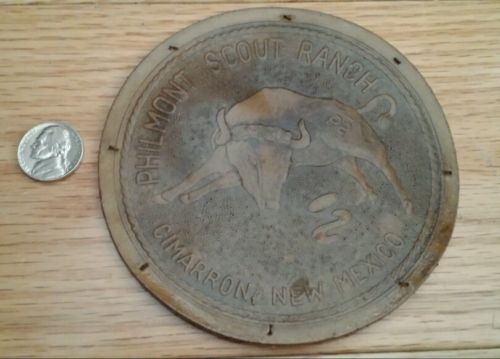 PHILMONT SCOUT RANCH
CIMARRON, NEW MEXICO